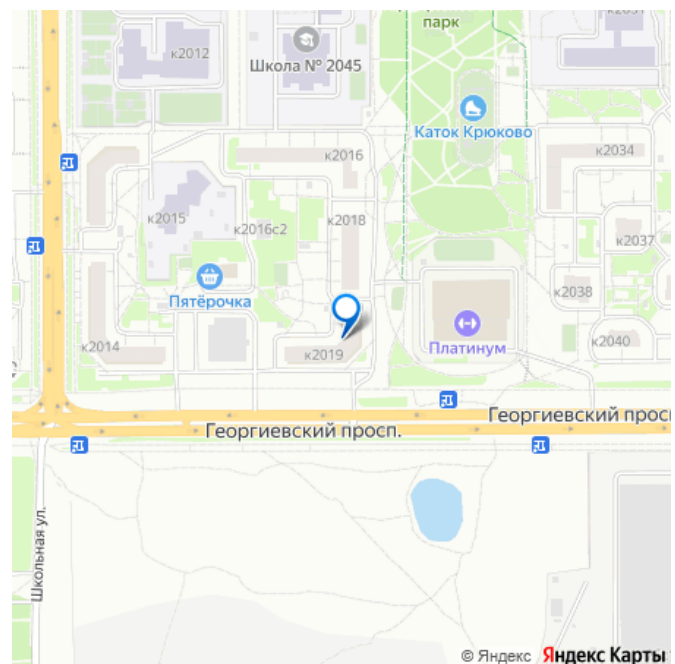 парк
к2012
Школа № 2045
Каток Крюково
к2016
к2034
к2015
к2018
к2016с2
к2037
Пятёрочка
к2038
к2014
к2019
Платинум
к2040
Георгиевский просп.
Георгиевский просп
Школьная ул.
© Яндекс Яндекс Карты